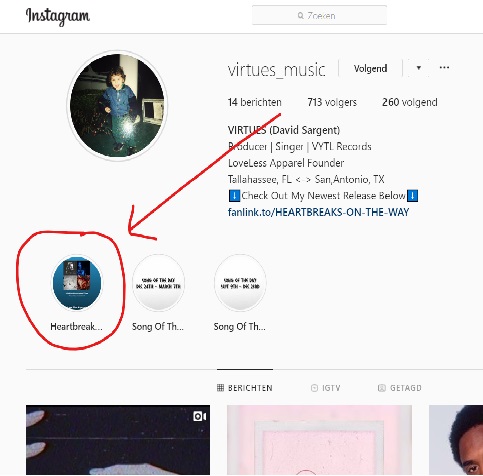 Instagram
Zoeken
virtues_music Volgend
14 berichten 713 volgers 260 volgend
VIRTUES (David Sargent)
Producer | Singer | VYTL Records
LoveLess Apparel Founder
Tallahassee, FL <-> San,Antonio, TX
⬇️Check Out My Newest Release Below⬇️
fanlink.to/HEARTBREAKS-ON-THE-WAY
SONG OF THE DAY
DEC 24TH - MARCH 7TH
SONG OF THE DAY
SEPT 9TH - DEC 23RD
Heartbreak... Song Of Th... Song Of Th...
BERICHTEN IGTV GETAGD